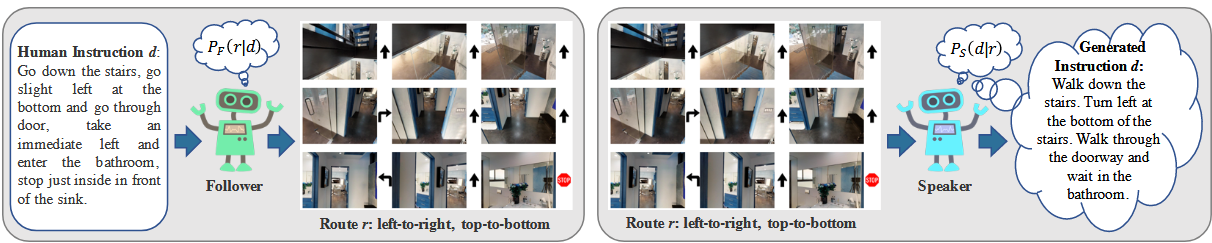 Human Instruction d:
Go down the stairs, go
slight left at the
bottom and go through
door, take an
immediate left and
enter the bathroom,
stop just inside in front
of the sink.
P_F(r|d)
Follower
STOP
Route r: left-to-right, top-to-bottom
STOP
Route r: left-to-right, top-to-bottom
P_S(d|r)
Speaker
Generated
Instruction d:
Walk down the
stairs. Turn left at
the bottom of the
stairs. Walk through
the doorway and
wait in the
bathroom.